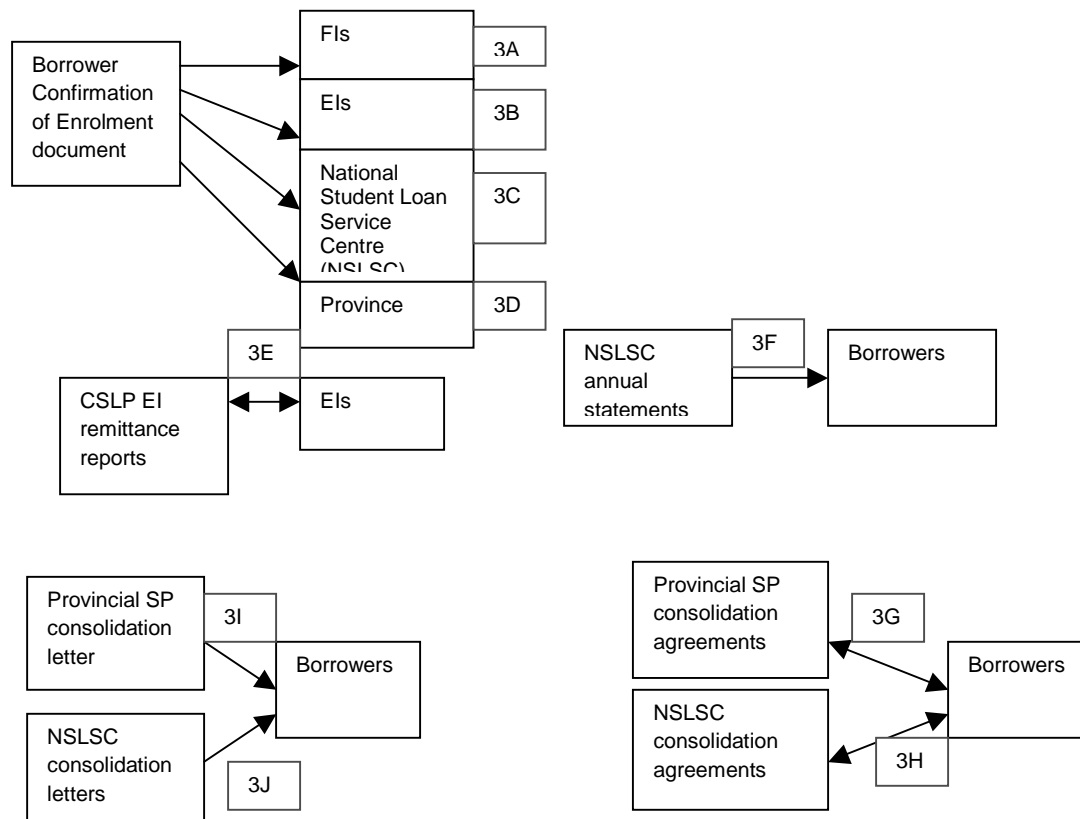 FIs
3A
Borrower
Confirmation
of Enrolment
document
EIs
3B
National
Student Loan
Service
Centre
(NSLSC)
3C
Province
3D
3E
CSLP EI
remittance
reports
EIs
NSLSC
annual
statements
3F
Borrowers
Provincial SP
consolidation
letter
3I
Borrowers
NSLSC
consolidation
letters
3J
Provincial SP
consolidation
agreements
3G
Borrowers
NSLSC
consolidation
agreements
3H